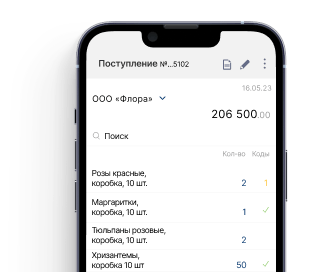 Поступление №...5102
16.05.23
ООО «Флора»
206 500.00
Поиск
Кол-во Коды
Розы красные,
коробка, 10 шт. 2 1
Маргаритки,
коробка, 10 шт. 1
Тюльпаны розовые,
коробка, 10 шт. 2
Хризантемы,
коробка, 10 шт 50